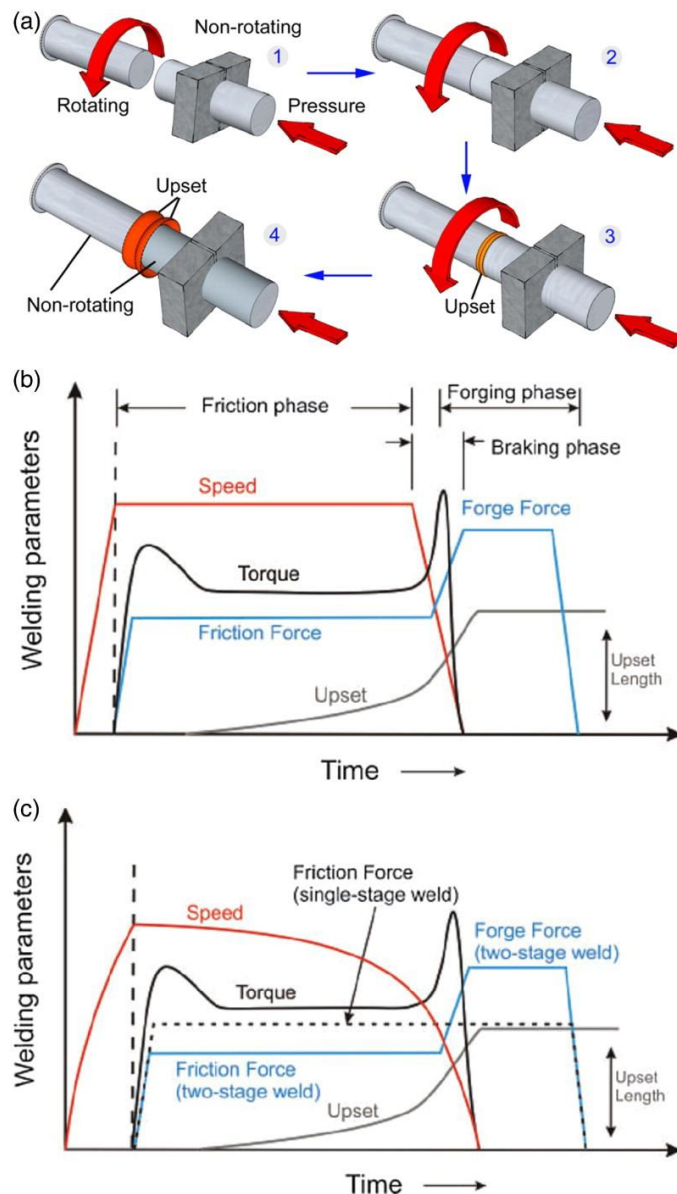 (a)
Non-rotating
1
2
Rotating
Pressure
Upset
4
3
Non-rotating
Upset
(b)
Friction phase
Forging phase
Braking phase
Speed
Forge Force
Torque
Friction Force
Upset
Upset
Length
Welding parameters
Time
(c)
Friction Force
(single-stage weld)
Speed
Forge Force
(two-stage weld)
Torque
Friction Force
(two-stage weld)
Upset
Upset
Length
Welding parameters
Time